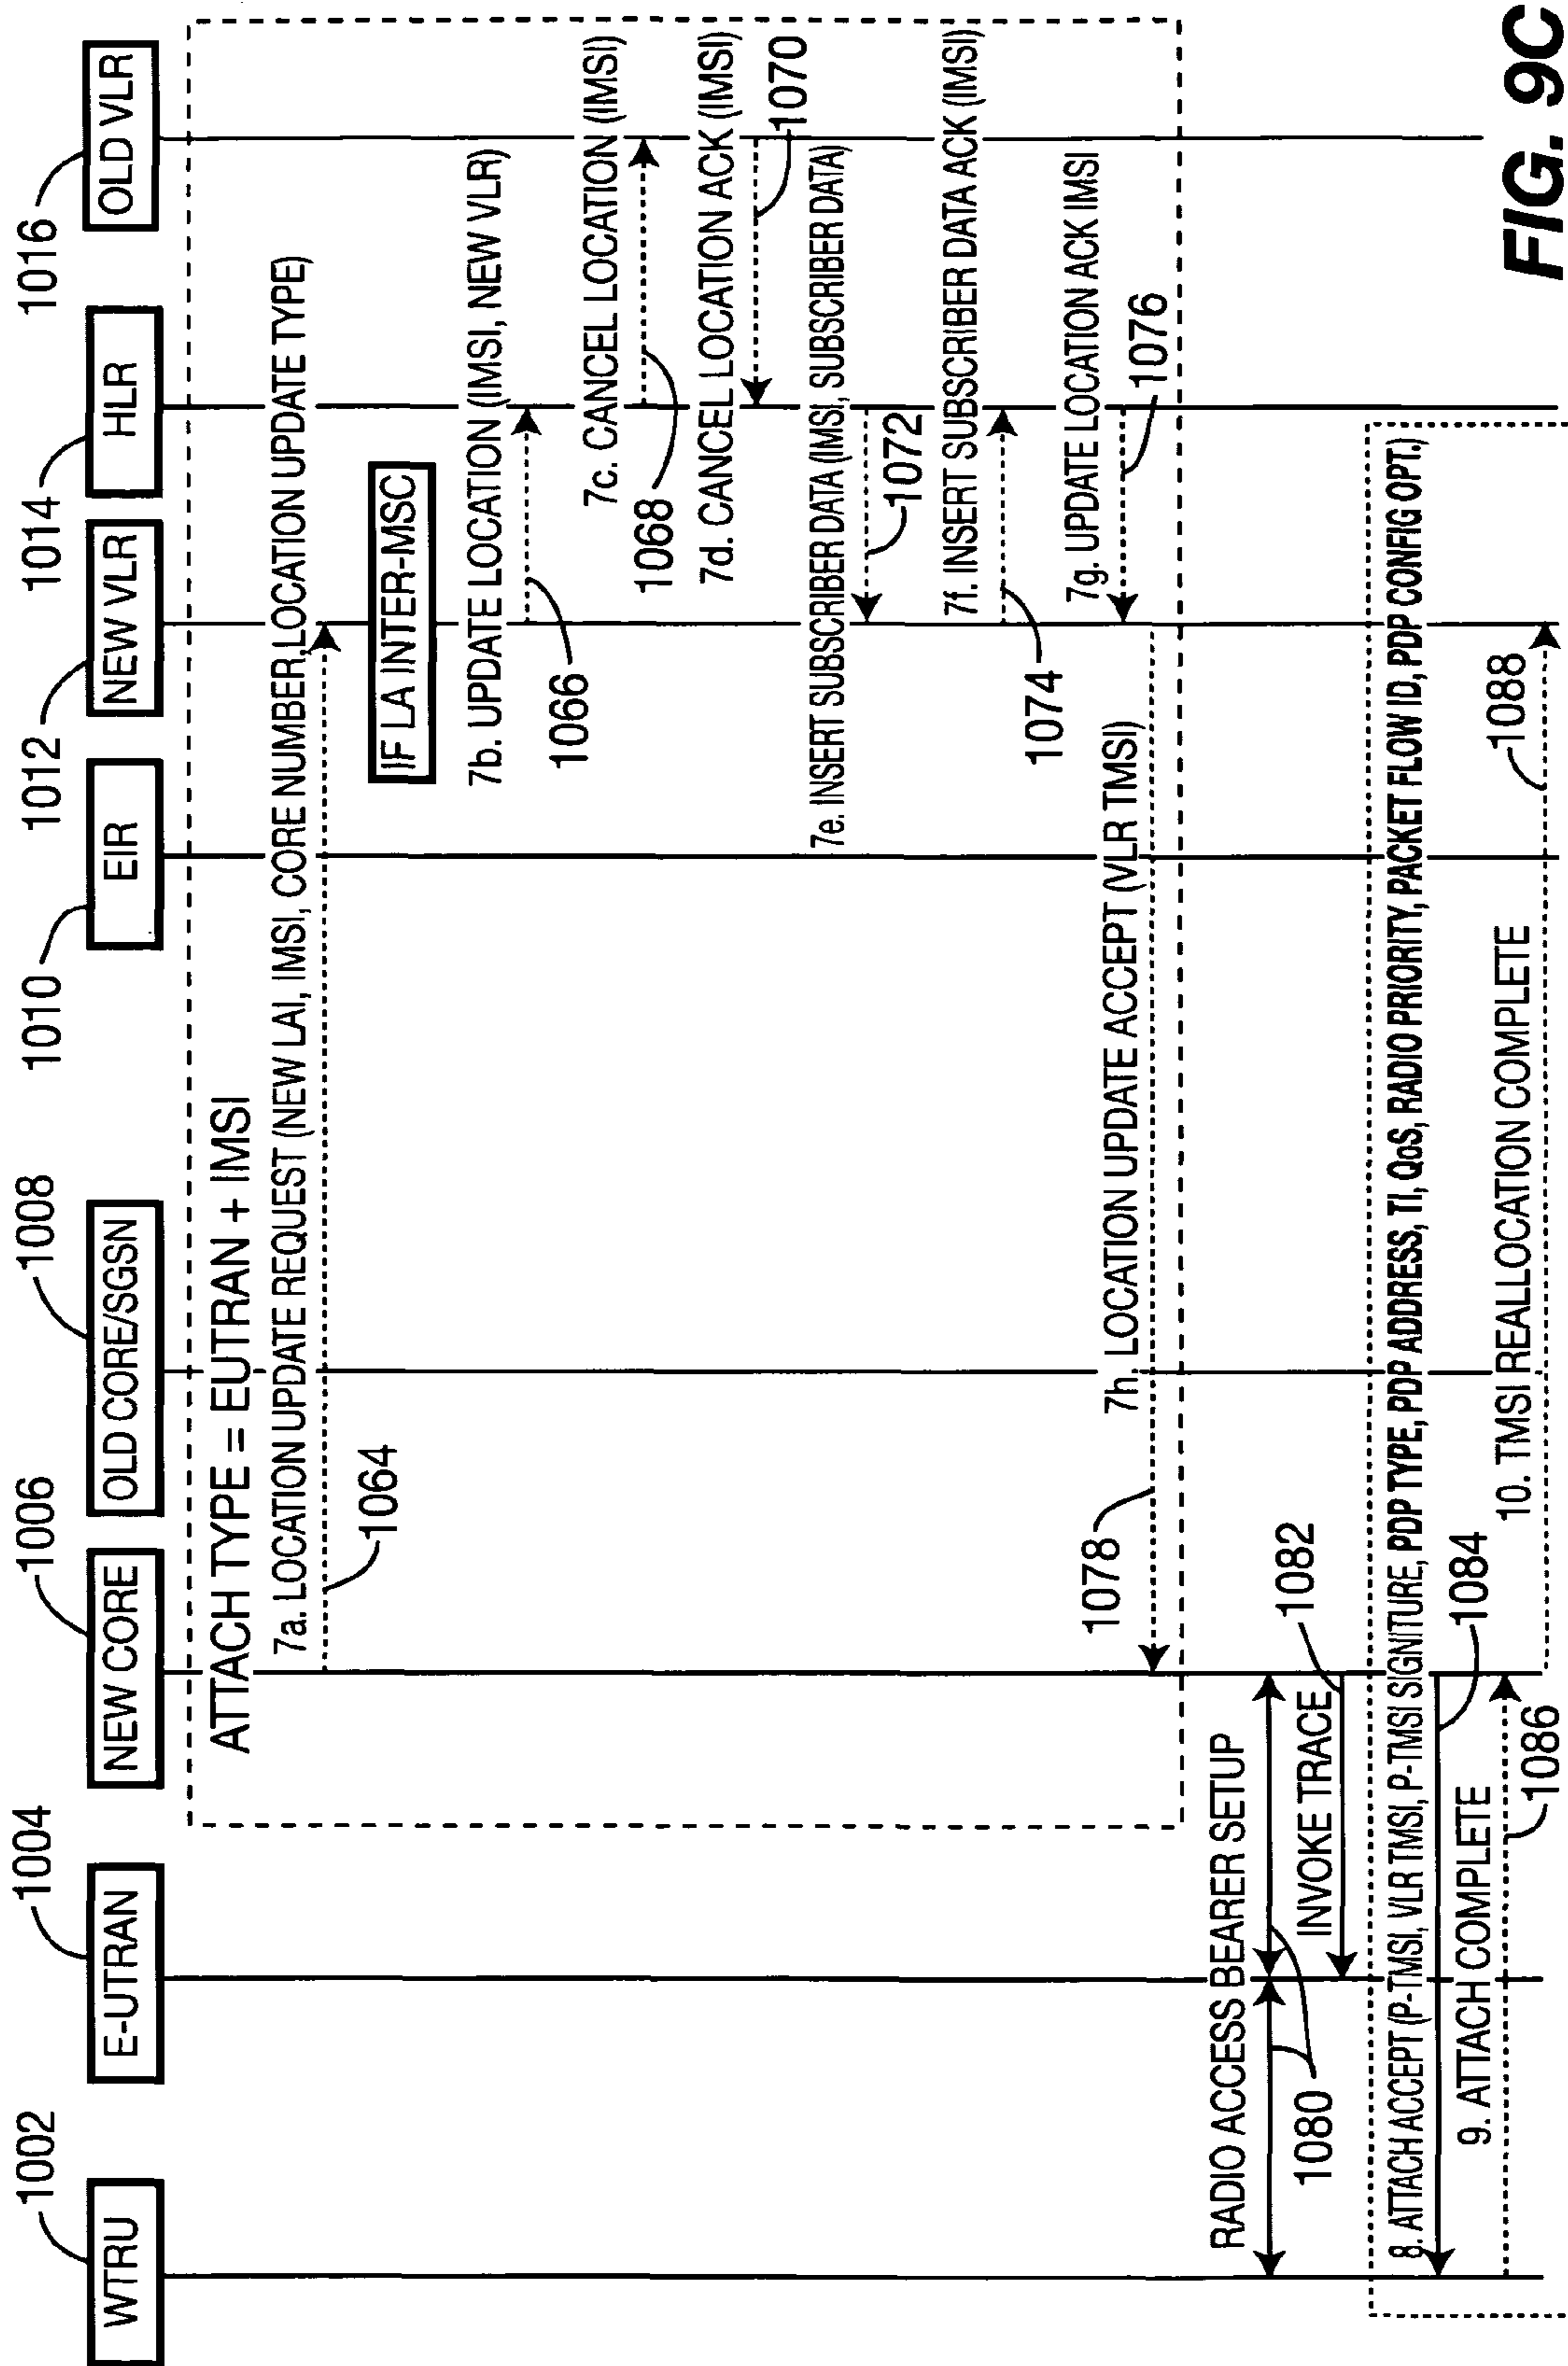 1002
1004
1006
1008
1010
1012
1014
1016
WTRU
E-UTRAN
NEW CORE
OLD CORE/SGSN
EIR
NEW VLR
HLR
OLD VLR
ATTACH TYPE = EUTRAN + IMSI
7a. LOCATION UPDATE REQUEST (NEW LAI, IMSI, CORE NUMBER,LOCATION UPDATE TYPE)
1064
IF LA INTER-MSC
7b. UPDATE LOCATION (IMSI, NEW VLR)
1066
7c. CANCEL LOCATION (IMSI)
1068
7d. CANCEL LOCATION ACK (IMSI)
1070
7e. INSERT SUBSCRIBER DATA (IMSI, SUBSCRIBER DATA)
1072
7f. INSERT SUBSCRIBER DATA ACK (IMSI)
1074
7g. UPDATE LOCATION ACK IMSI
1076
7h. LOCATION UPDATE ACCEPT (VLR TMSI)
1078
RADIO ACCESS BEARER SETUP
1080
INVOKE TRACE
1082
8. ATTACH ACCEPT (P-TMSI, VLR TMSI, P-TMSI SIGNITURE, PDP TYPE, PDP ADDRESS, TI, QoS, RADIO PRIORITY, PACKET FLOW ID, PDP CONFIG OPT.)
1084
9. ATTACH COMPLETE
1086
10. TMSI REALLOCATION COMPLETE
1088
FIG. 9C